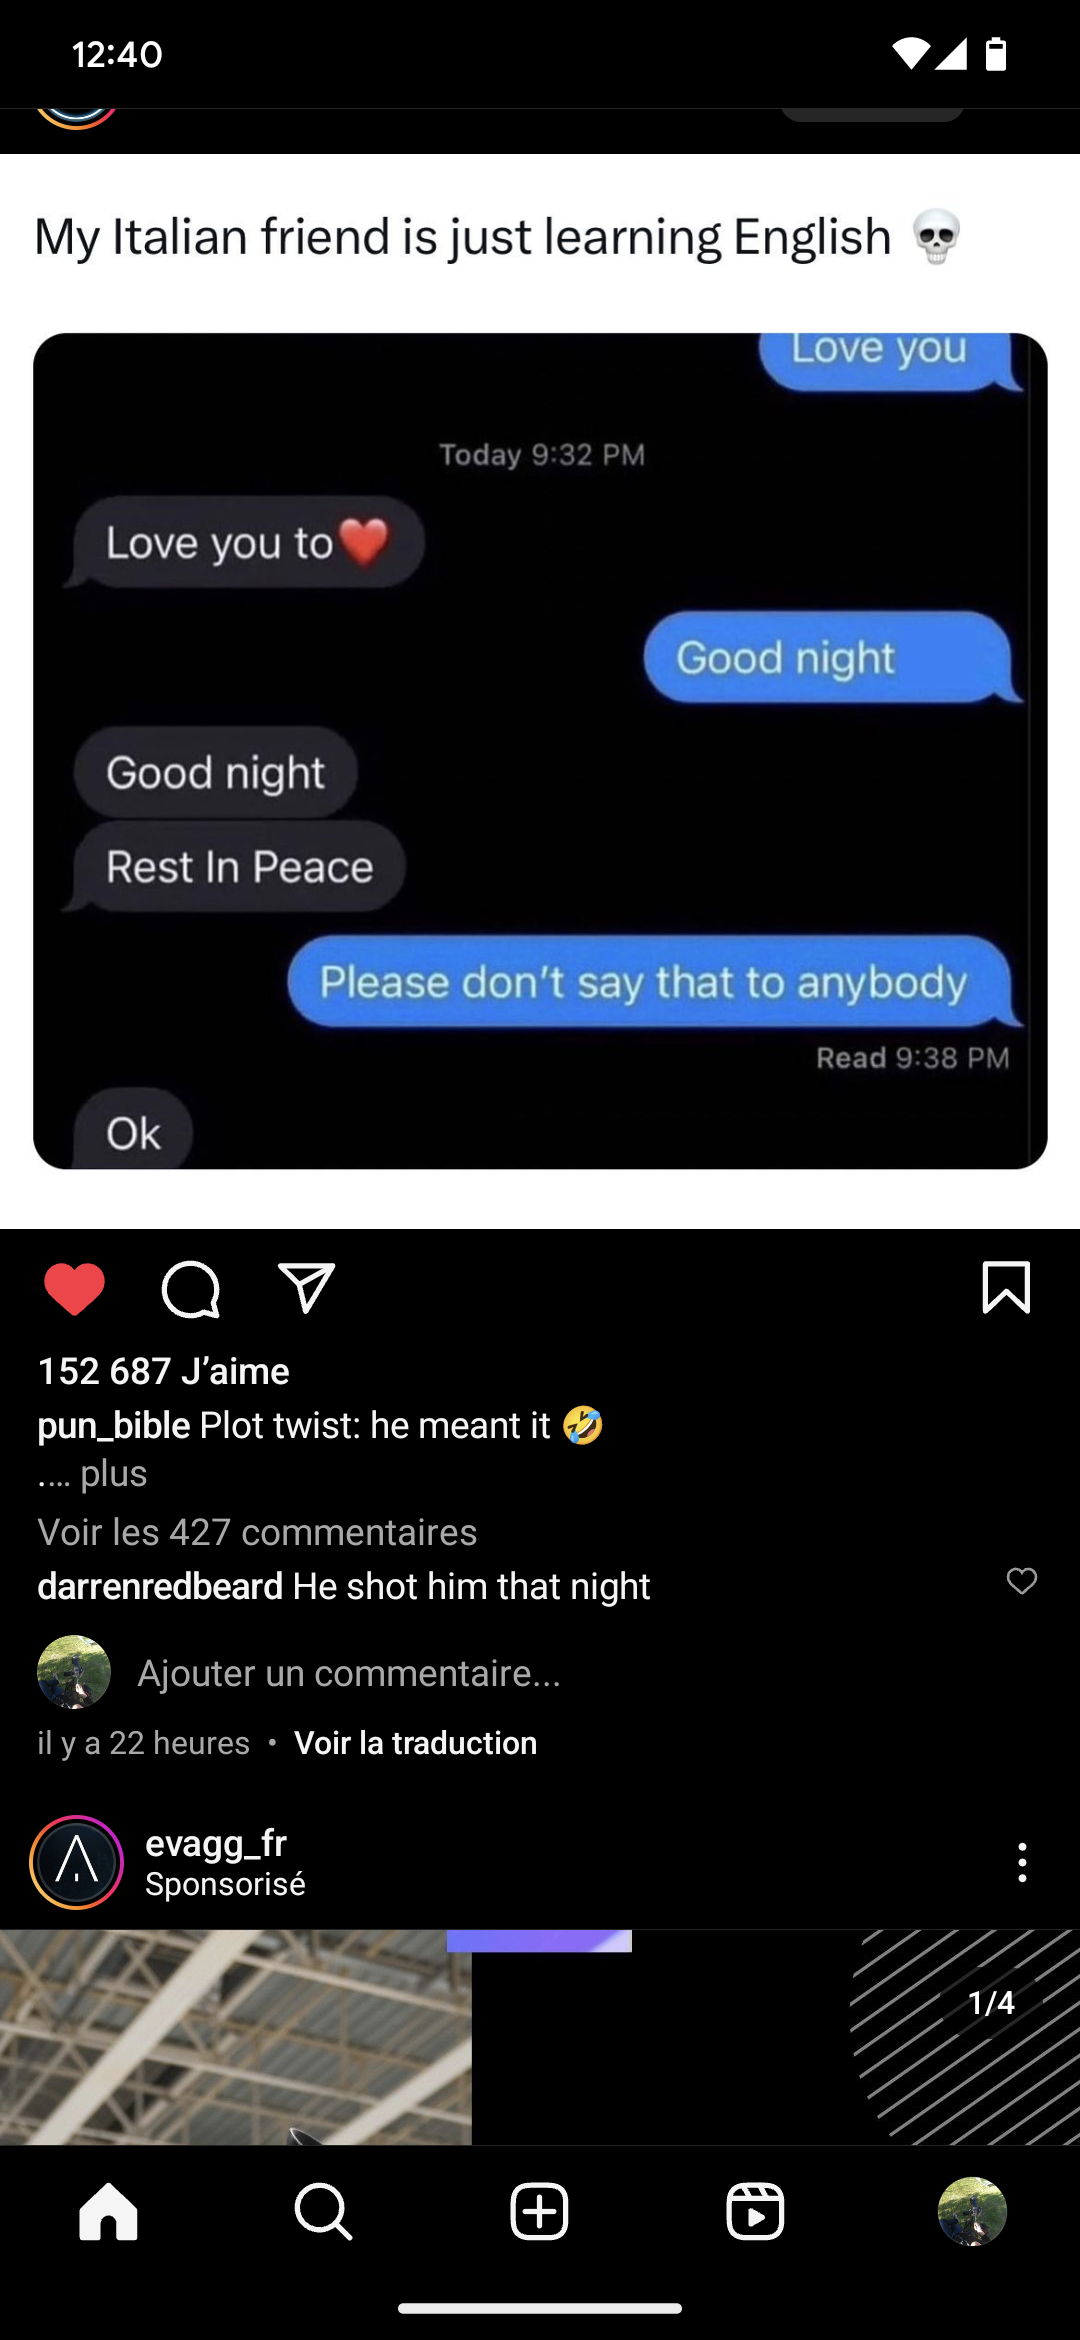 12:40
My Italian friend is just learning English 💀
Love you
Today 9:32 PM
Love you to❤️
Good night
Good night
Rest In Peace
Please don't say that to anybody
Read 9:38 PM
Ok
152 687 J'aime
pun_bible Plot twist: he meant it 🤣
.... plus
Voir les 427 commentaires
darrenredbeard He shot him that night
Ajouter un commentaire...
il y a 22 heures • Voir la traduction
evagg_fr
Sponsorisé
1/4